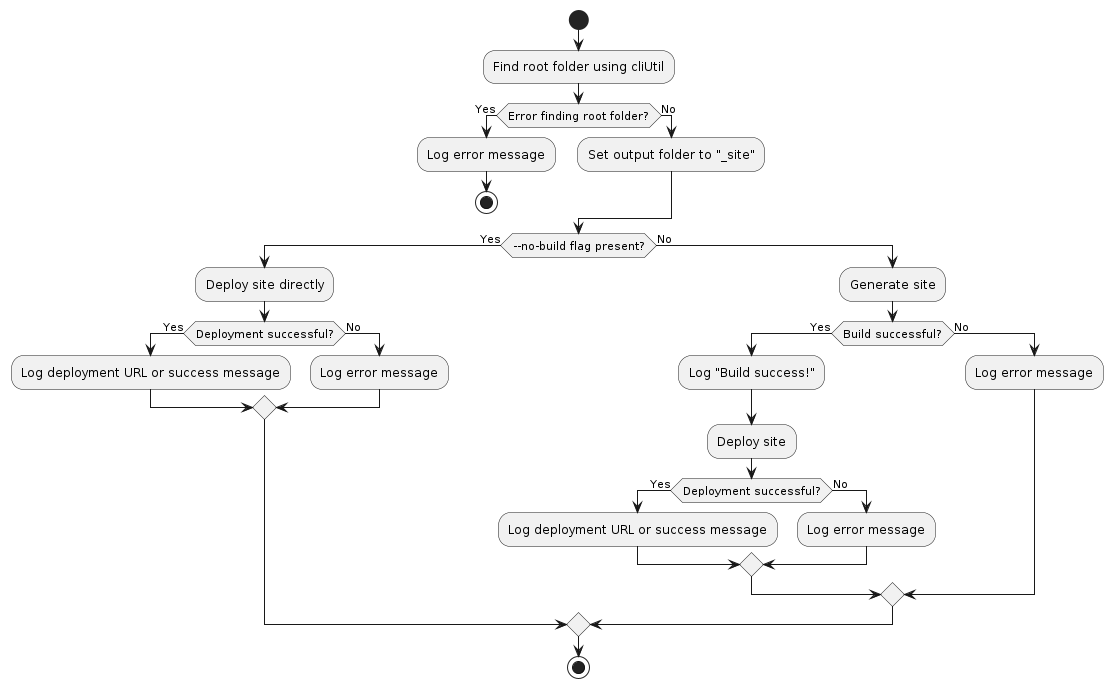 Find root folder using cliUtil
Yes
Error finding root folder?
No
Log error message
Set output folder to "_site"
Yes
--no-build flag present?
No
Deploy site directly
Generate site
Yes
Deployment successful?
No
Yes
Build successful?
No
Log deployment URL or success message
Log error message
Log "Build success!"
Log error message
Deploy site
Yes
Deployment successful?
No
Log deployment URL or success message
Log error message